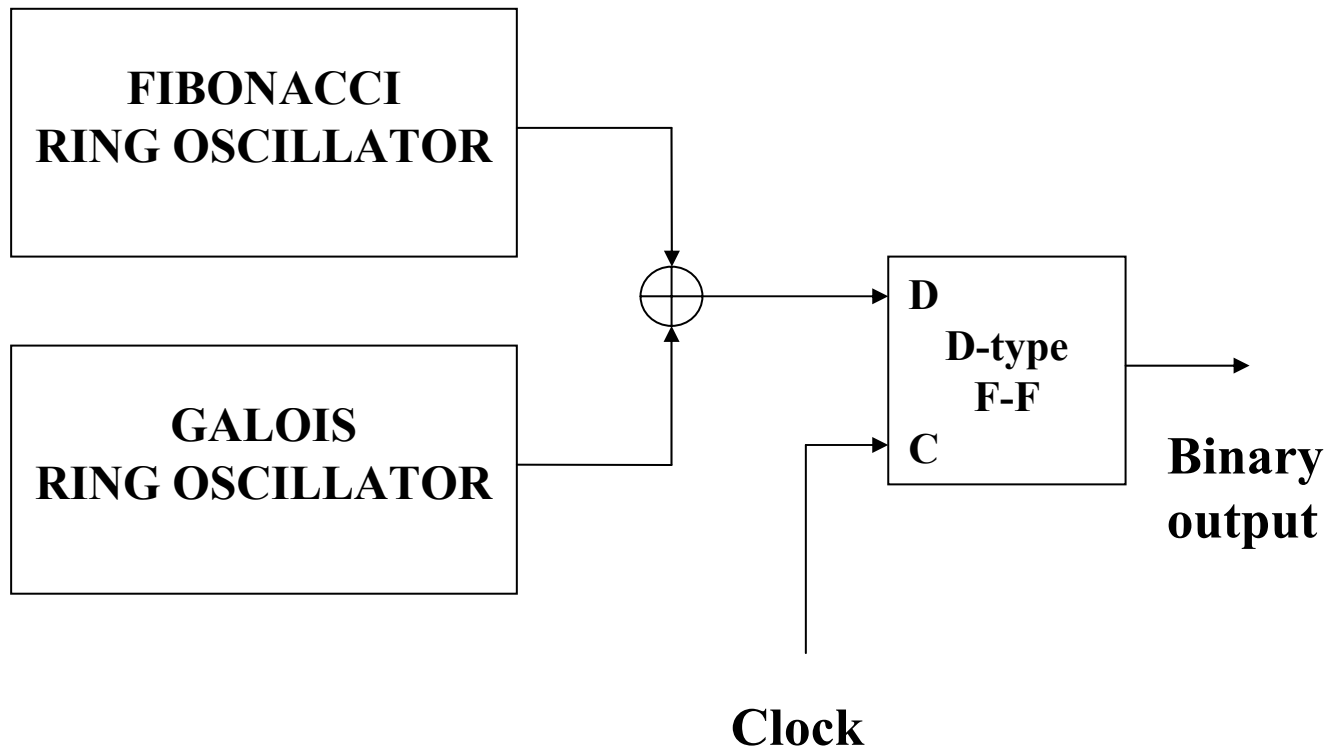 FIBONACCI
RING OSCILLATOR
GALOIS
RING OSCILLATOR
D
D-type
F-F
C
Binary
output
Clock